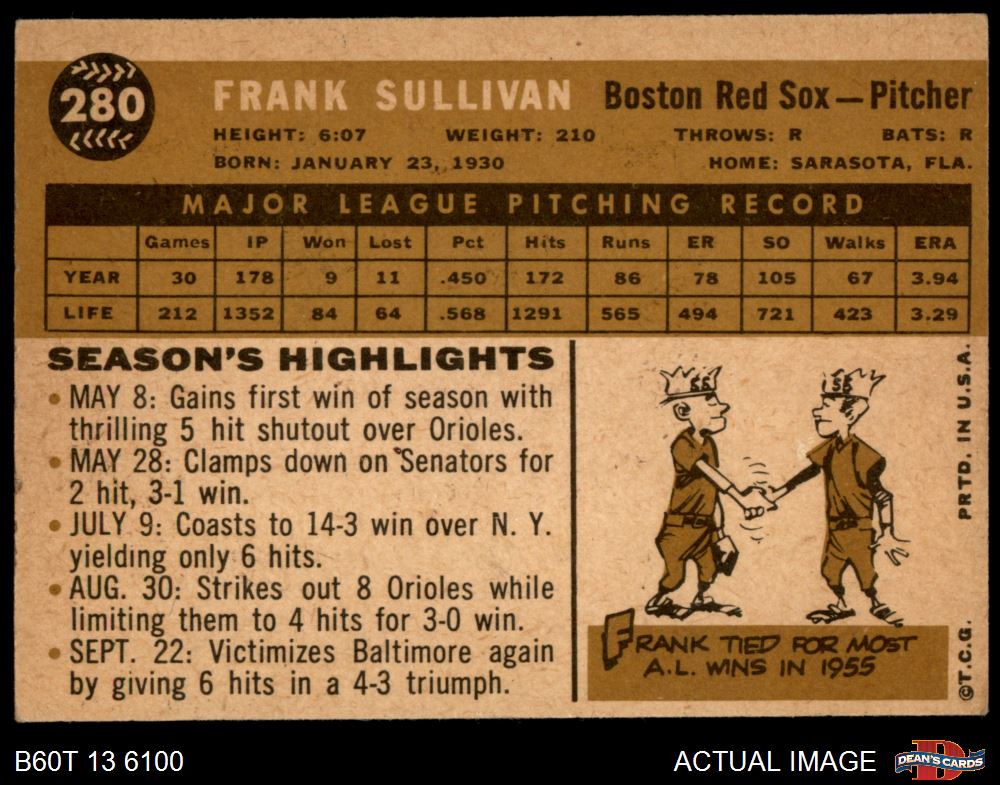 280
FRANK SULLIVAN Boston Red Sox—Pitcher
HEIGHT: 6:07 WEIGHT: 210 THROWS: R BATS: R
BORN: JANUARY 23, 1930 HOME: SARASOTA, FLA.
MAJOR LEAGUE PITCHING RECORD
Games IP Won Lost Pct Hits Runs ER SO Walks ERA
YEAR 30 178 9 11 .450 172 86 78 105 67 3.94
LIFE 212 1352 84 64 .568 1291 565 494 721 423 3.29
SEASON'S HIGHLIGHTS
• MAY 8: Gains first win of season with
thrilling 5 hit shutout over Orioles.
• MAY 28: Clamps down on Senators for
2 hit, 3-1 win.
• JULY 9: Coasts to 14-3 win over N. Y.
yielding only 6 hits.
• AUG. 30: Strikes out 8 Orioles while
limiting them to 4 hits for 3-0 win.
• SEPT. 22: Victimizes Baltimore again
by giving 6 hits in a 4-3 triumph.
'55
'55
FRANK TIED FOR MOST
A.L. WINS IN 1955
©T.C.G. PRTD. IN U.S.A.
B60T 13 6100 ACTUAL IMAGE DEAN'S CARDS